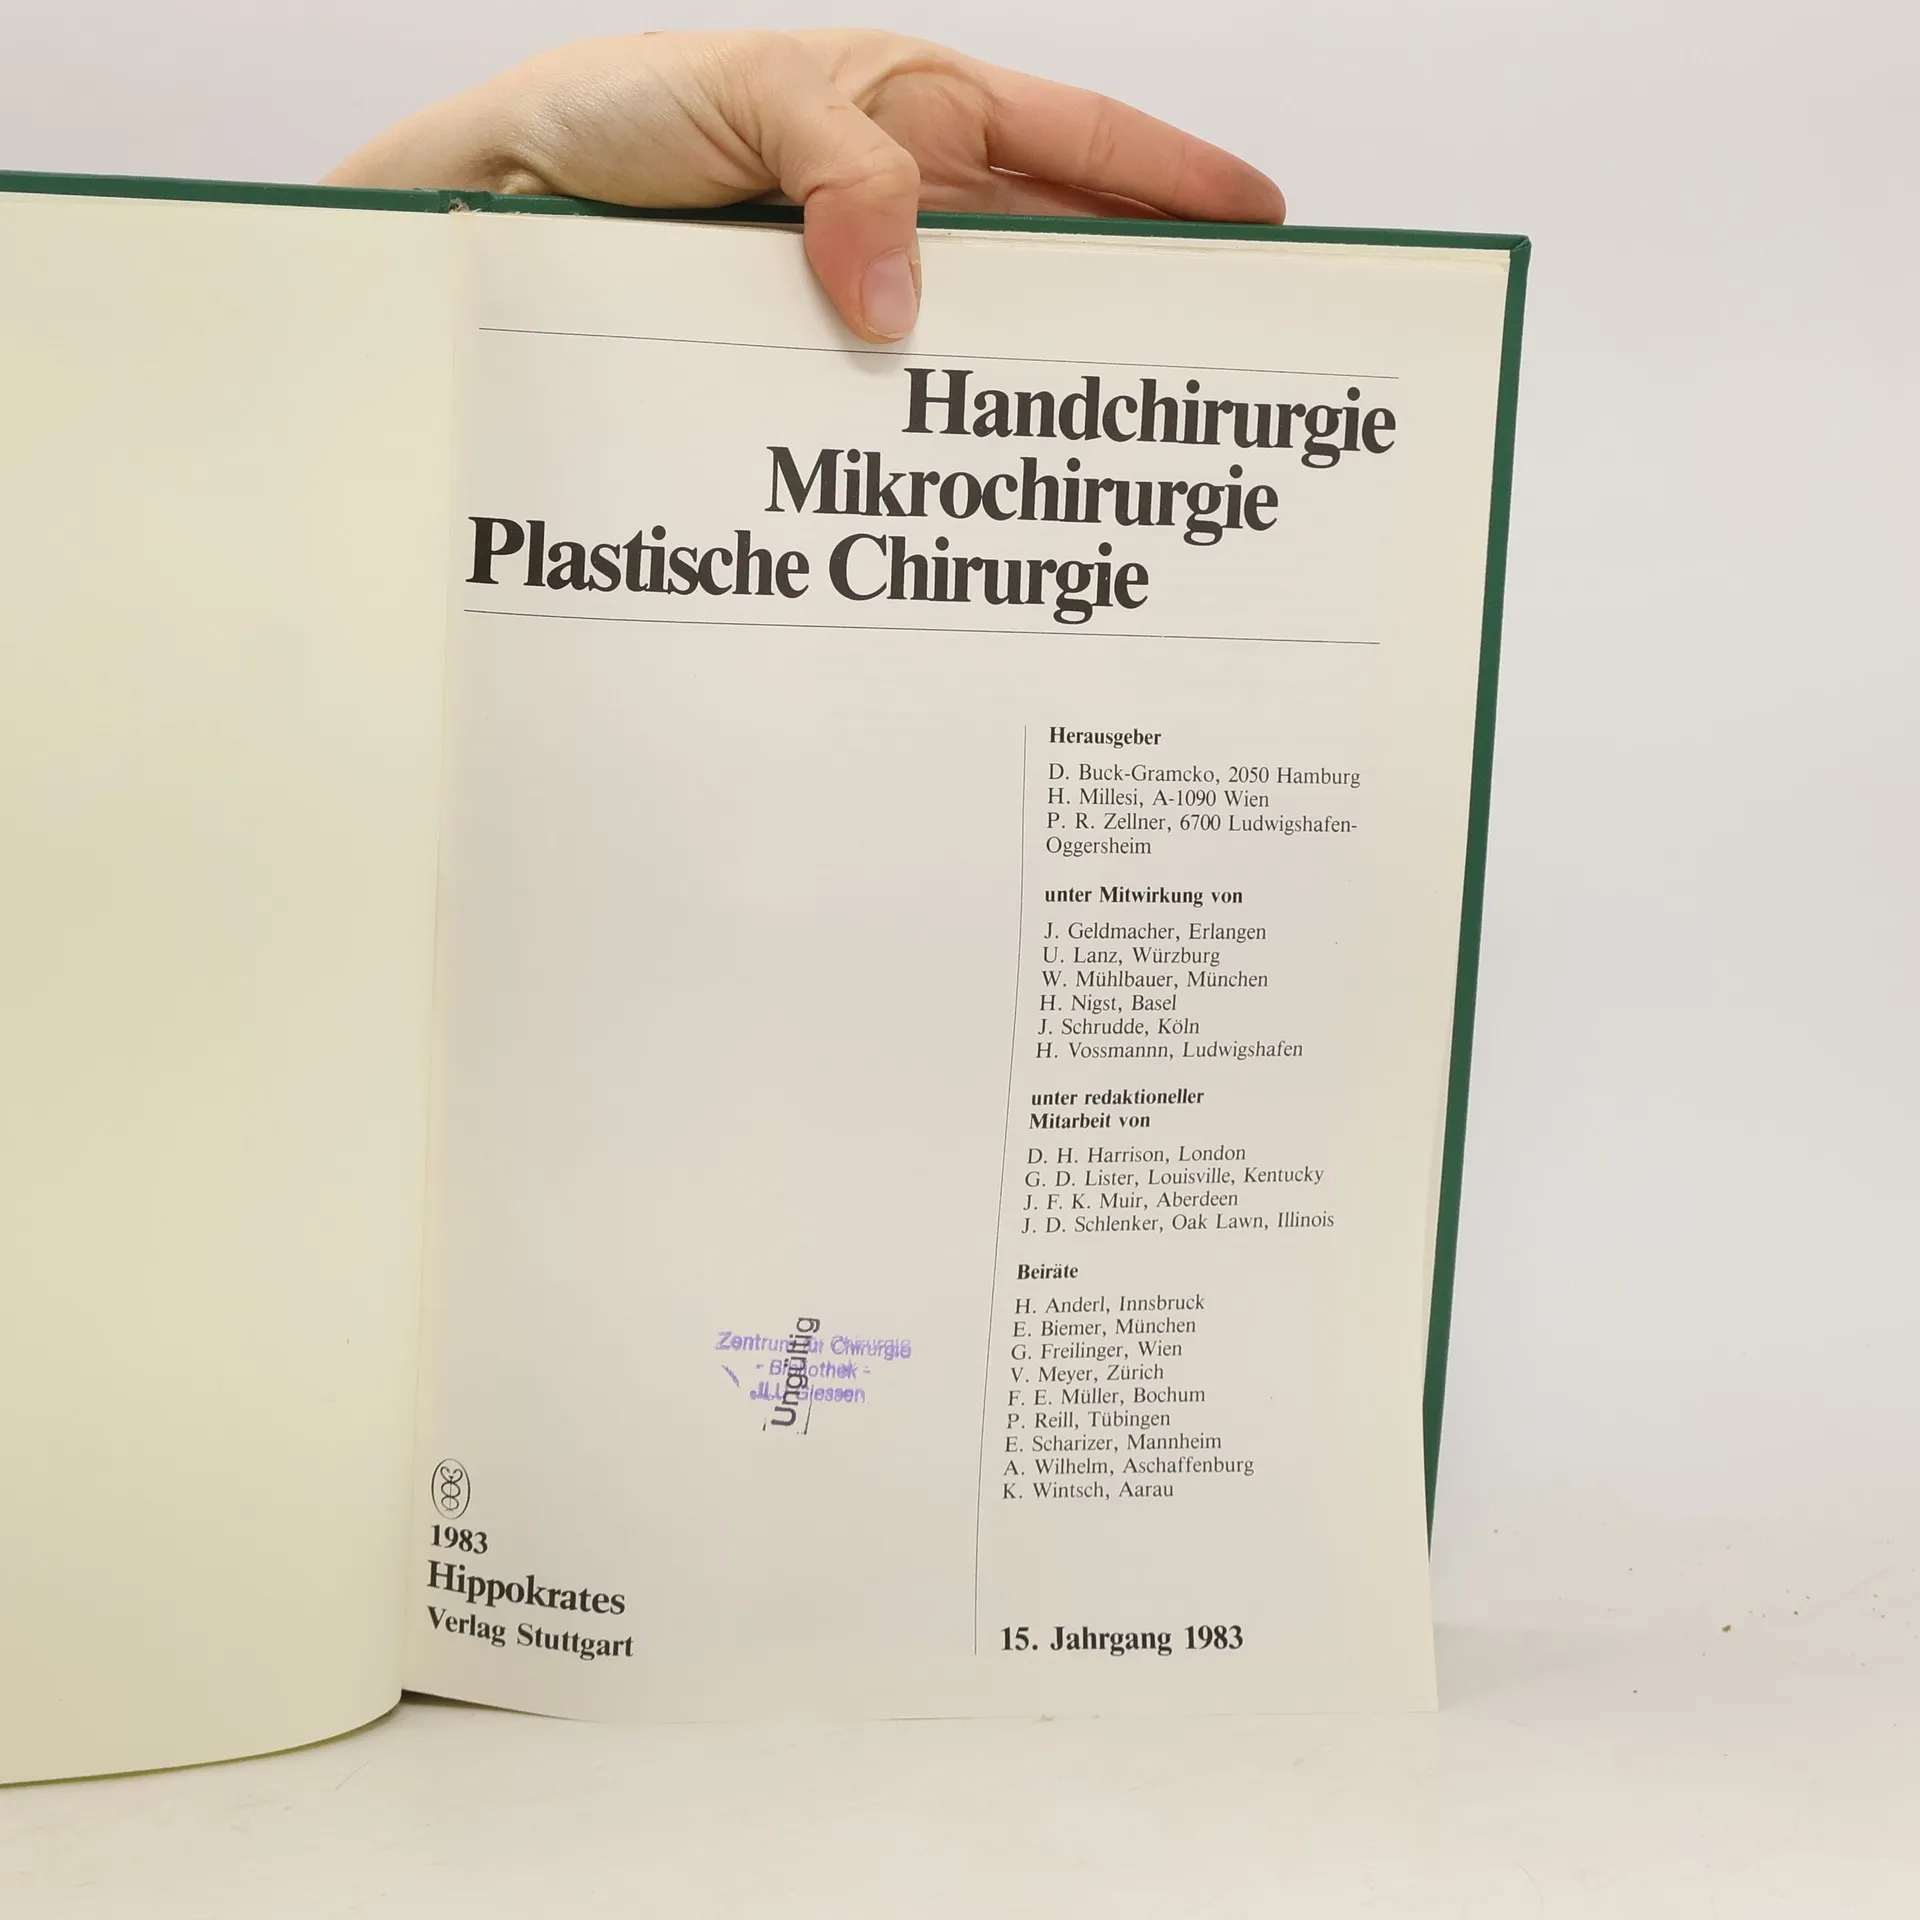 Handchirurgie
Mikrochirurgie
Plastische Chirurgie
Herausgeber
D. Buck-Gramcko, 2050 Hamburg
H. Millesi, A-1090 Wien
P. R. Zellner, 6700 Ludwigshafen-
Oggersheim
unter Mitwirkung von
J. Geldmacher, Erlangen
U. Lanz, Würzburg
W. Mühlbauer, München
H. Nigst, Basel
J. Schrudde, Köln
H. Vossmannn, Ludwigshafen
unter redaktioneller
Mitarbeit von
D. H. Harrison, London
G. D. Lister, Louisville, Kentucky
J. F. K. Muir, Aberdeen
J. D. Schlenker, Oak Lawn, Illinois
Beiräte
H. Anderl, Innsbruck
E. Biemer, München
G. Freilinger, Wien
V. Meyer, Zürich
F. E. Müller, Bochum
P. Reill, Tübingen
E. Scharizer, Mannheim
A. Wilhelm, Aschaffenburg
K. Wintsch, Aarau
15. Jahrgang 1983
Zentrum für Chirurgie
- Bibliothek -
JLU Giessen
Ungültig
1983
Hippokrates
Verlag Stuttgart